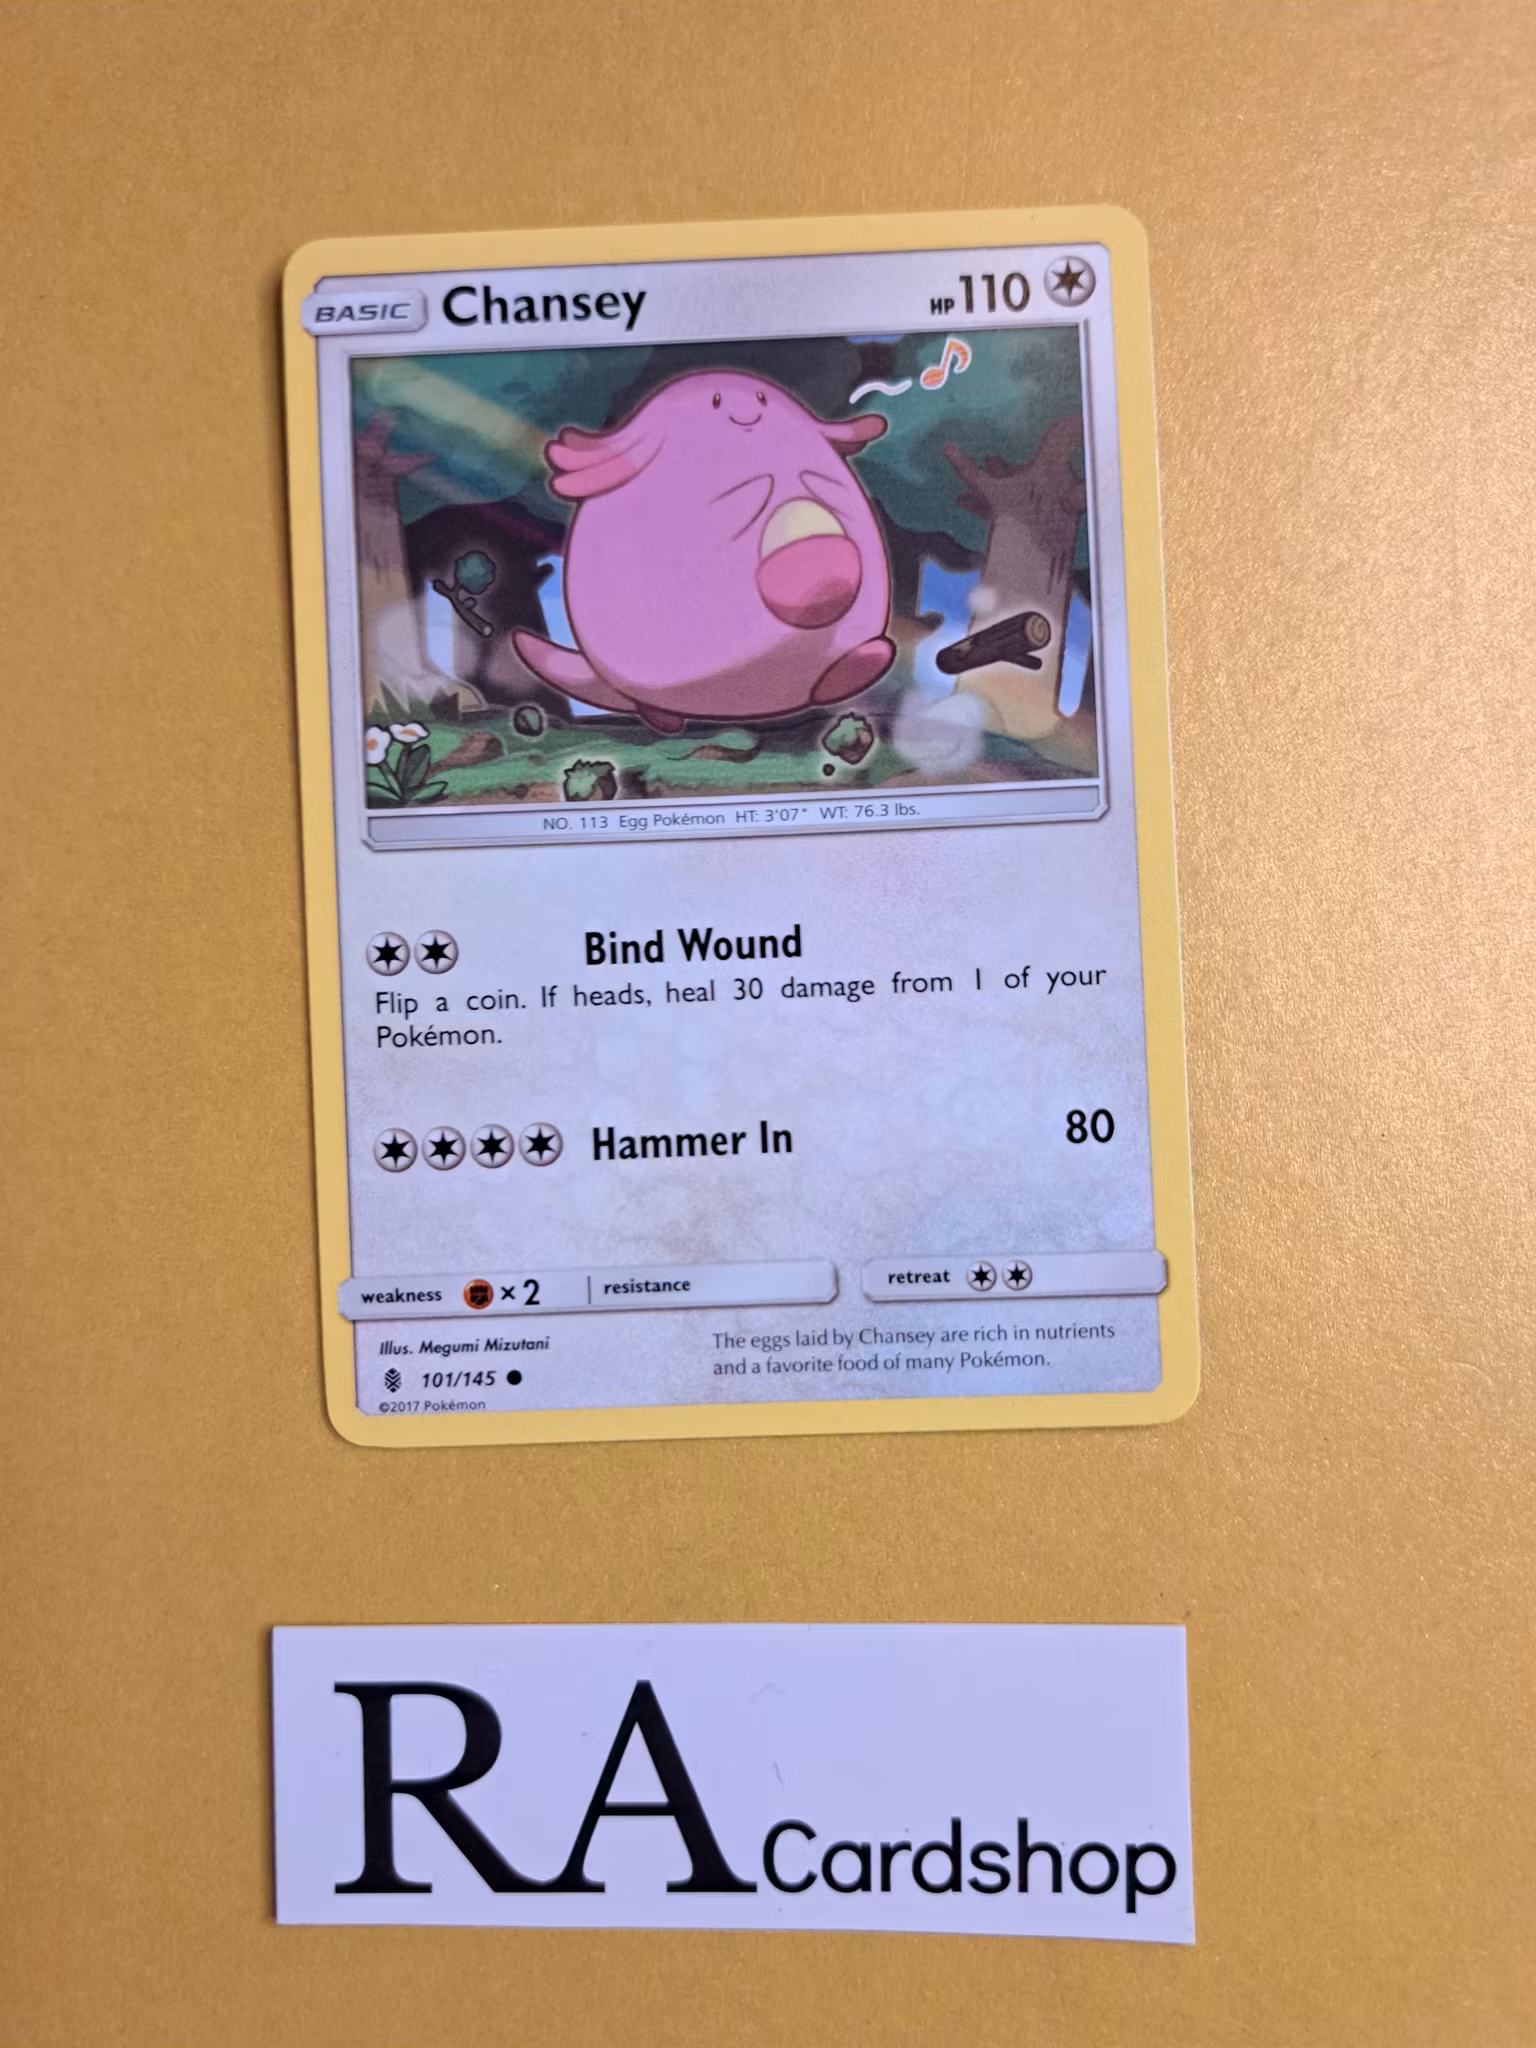 BASIC Chansey HP 110
NO. 113 Egg Pokémon HT: 3'07" WT: 76.3 lbs.
Bind Wound
Flip a coin. If heads, heal 30 damage from 1 of your
Pokémon.
Hammer In 80
weakness ×2 resistance retreat
Illus. Megumi Mizutani
101/145
©2017 Pokémon
The eggs laid by Chansey are rich in nutrients
and a favorite food of many Pokémon.
RA Cardshop